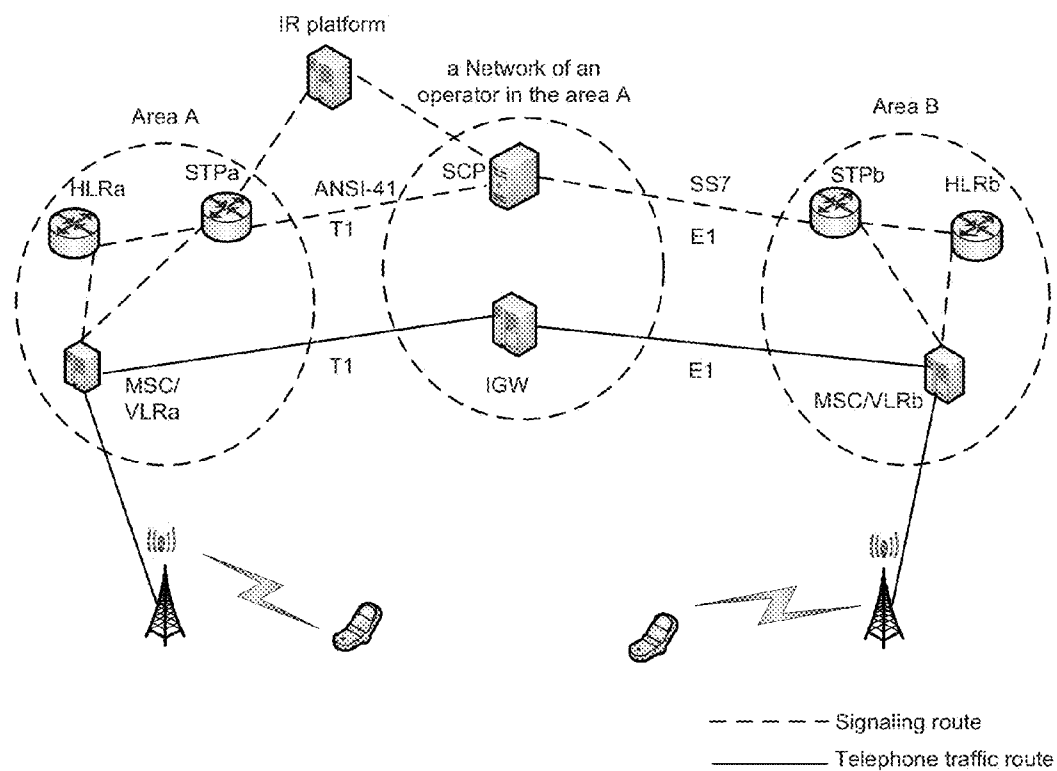 IR platform
a Network of an
operator in the area A
Area A
Area B
HLRa
STPa
ANSI-41
T1
SCP
SS7
E1
STPb
HLRb
MSC/
VLRa
T1
IGW
E1
MSC/VLRb
Signaling route
Telephone traffic route